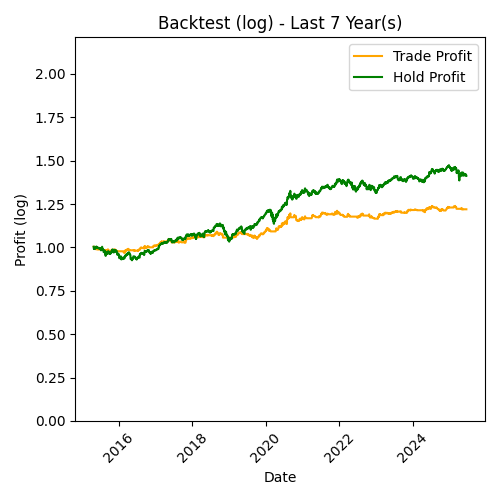 Backtest (log) - Last 7 Year(s)
Trade Profit
Hold Profit
2.00
1.75
1.50
1.25
1.00
0.75
0.50
0.25
0.00
Profit (log)
2016
2018
2020
2022
2024
Date